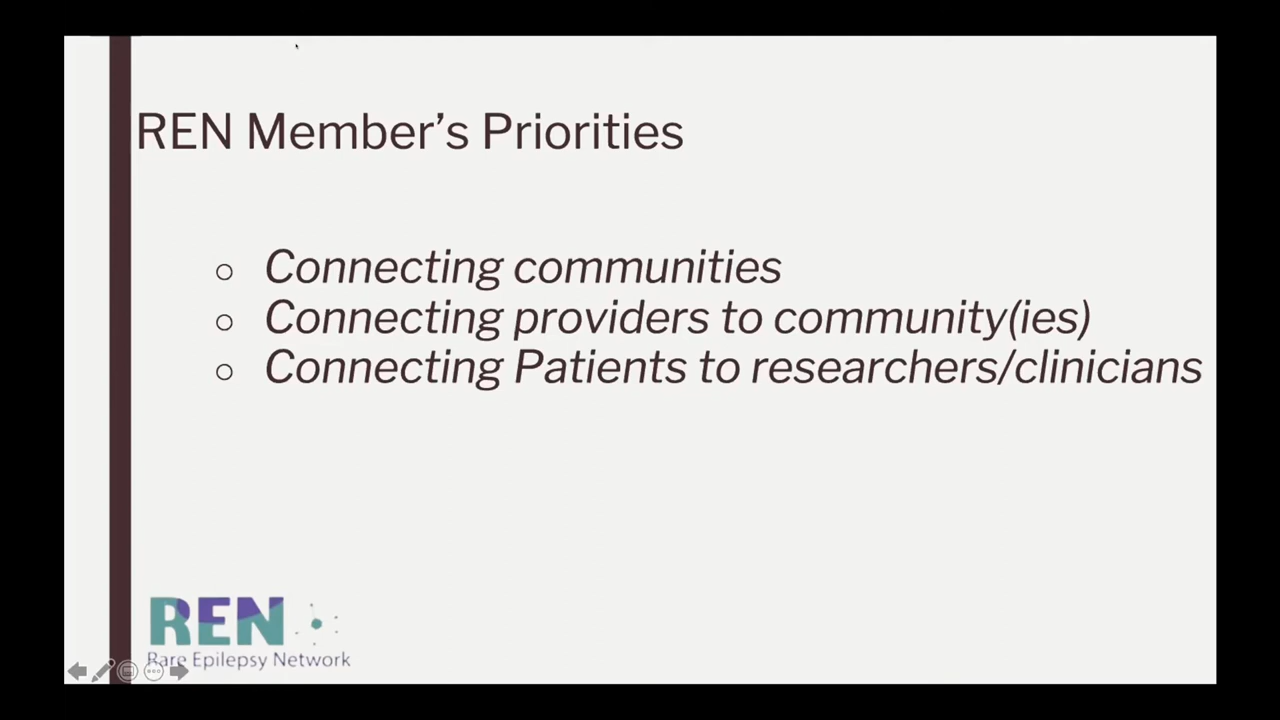 REN Member’s Priorities
○ Connecting communities
○ Connecting providers to community(ies)
○ Connecting Patients to researchers/clinicians
REN
Rare Epilepsy Network